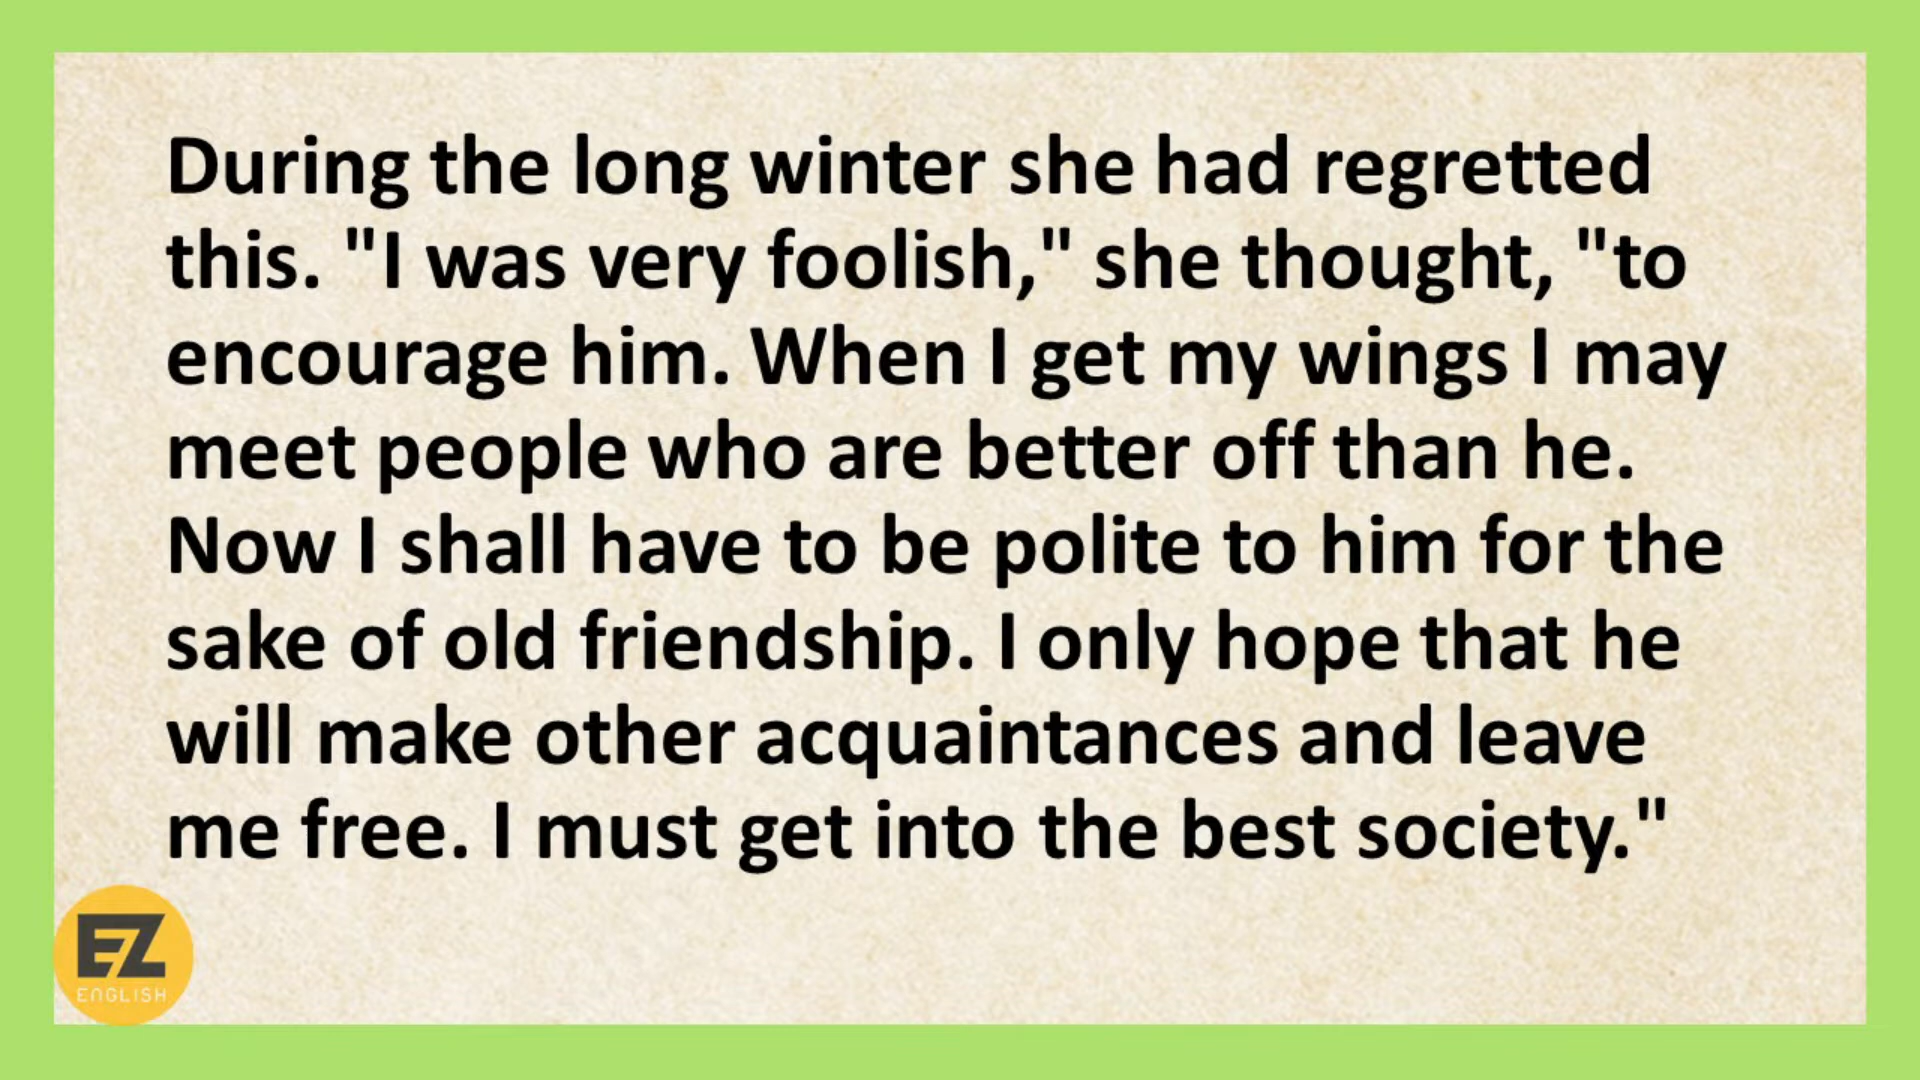 During the long winter she had regretted
this. "I was very foolish," she thought, "to
encourage him. When I get my wings I may
meet people who are better off than he.
Now I shall have to be polite to him for the
sake of old friendship. I only hope that he
will make other acquaintances and leave
me free. I must get into the best society."
EZ
ENGLISH